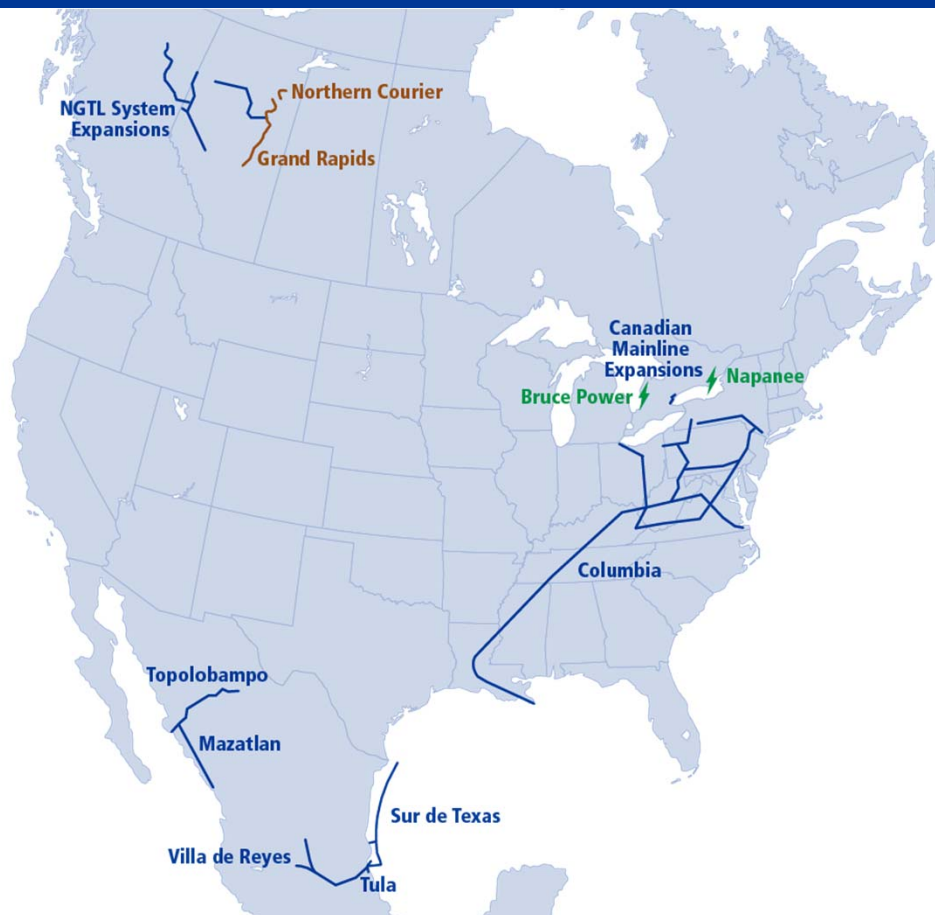 Northern Courier
NGTL System
Expansions
Grand Rapids
Canadian
Mainline
Expansions
Napanee
Bruce Power
Columbia
Topolobampo
Mazatlan
Sur de Texas
Villa de Reyes
Tula